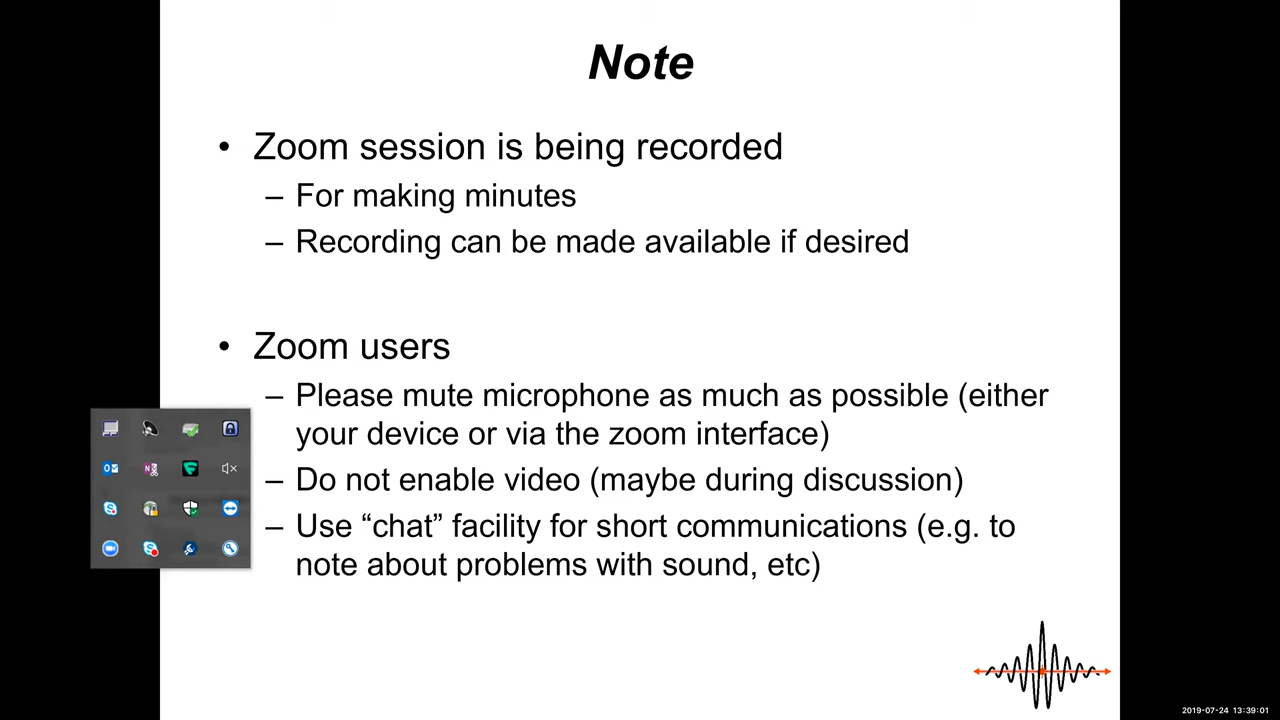 Note
• Zoom session is being recorded
– For making minutes
– Recording can be made available if desired
• Zoom users
– Please mute microphone as much as possible (either
your device or via the zoom interface)
– Do not enable video (maybe during discussion)
– Use “chat” facility for short communications (e.g. to
note about problems with sound, etc)
2019-07-24 13:39:01